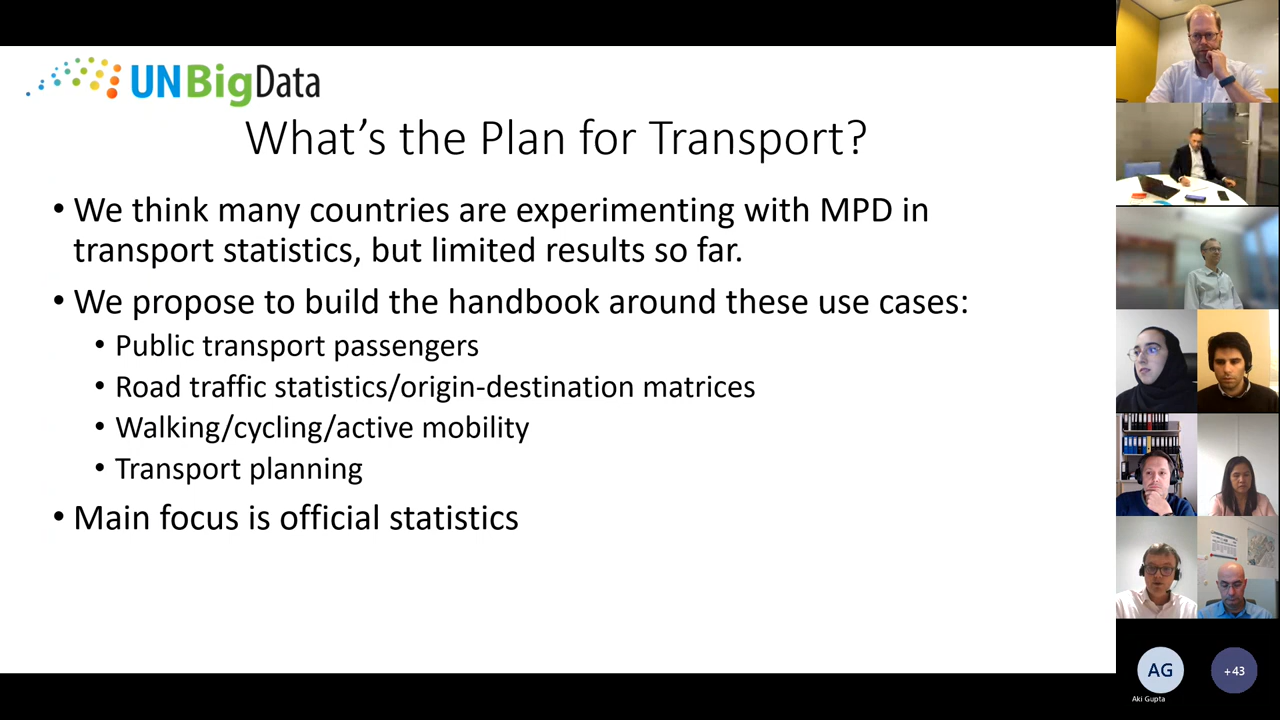 UNBigData
What’s the Plan for Transport?
• We think many countries are experimenting with MPD in
transport statistics, but limited results so far.
• We propose to build the handbook around these use cases:
• Public transport passengers
• Road traffic statistics/origin-destination matrices
• Walking/cycling/active mobility
• Transport planning
• Main focus is official statistics
AG
+43
Aki Gupta